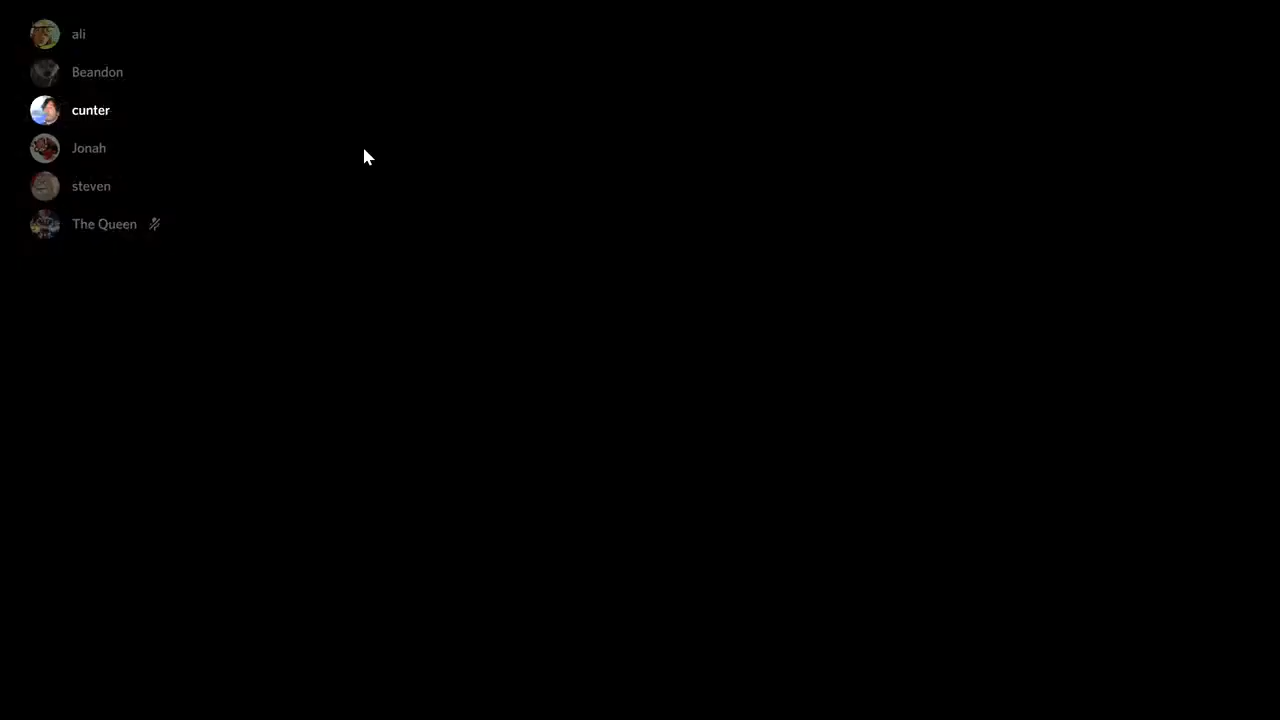 ali
Beandon
cunter
Jonah
steven
The Queen